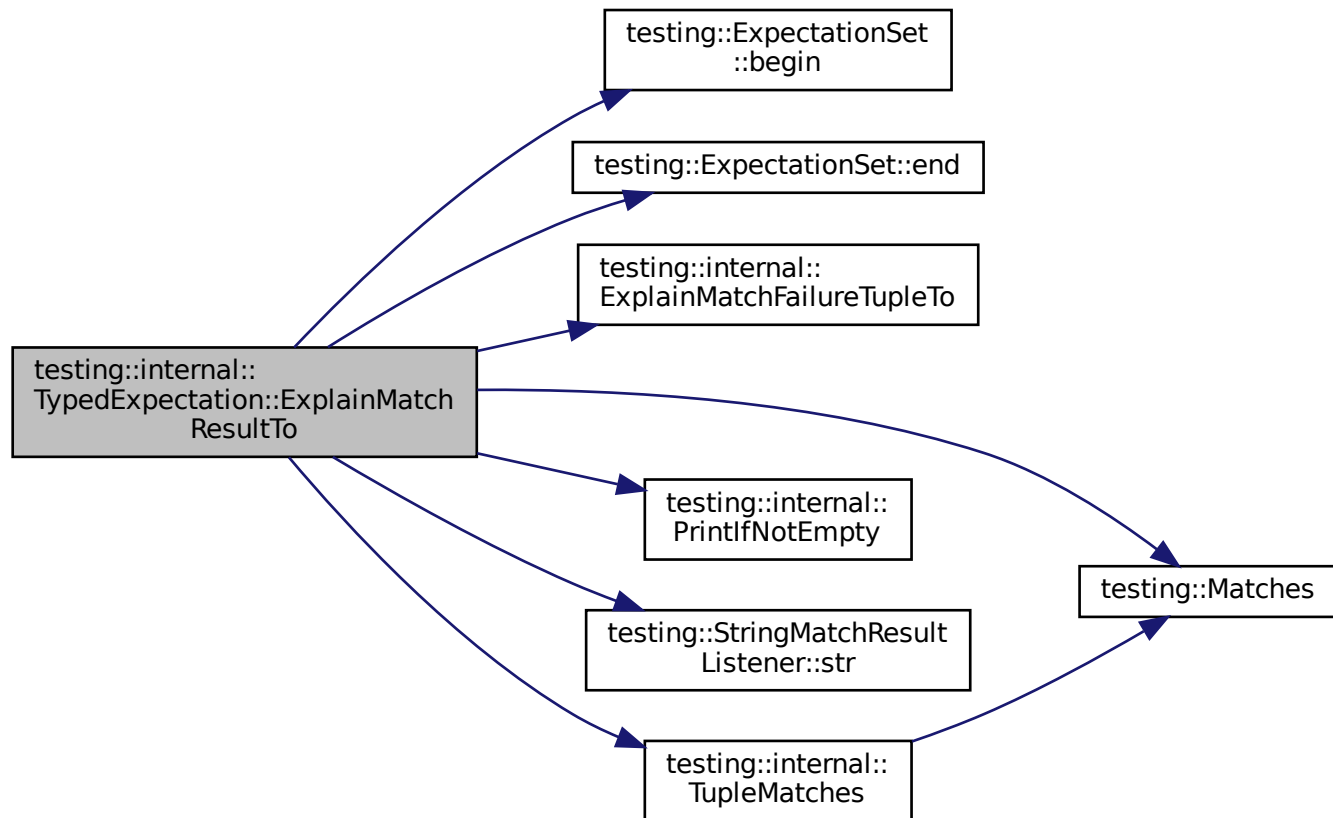 testing::ExpectationSet
::begin
testing::ExpectationSet::end
testing::internal::
ExplainMatchFailureTupleTo
testing::internal::
TypedExpectation::ExplainMatch
ResultTo
testing::internal::
PrintIfNotEmpty
testing::Matches
testing::StringMatchResult
Listener::str
testing::internal::
TupleMatches